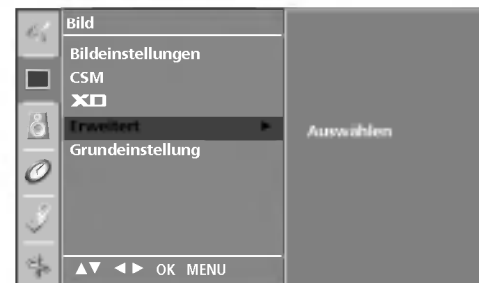 Bild
Bildeinstellungen
CSM
XD
Erweitert
Auswählen
Grundeinstellung
OK MENU